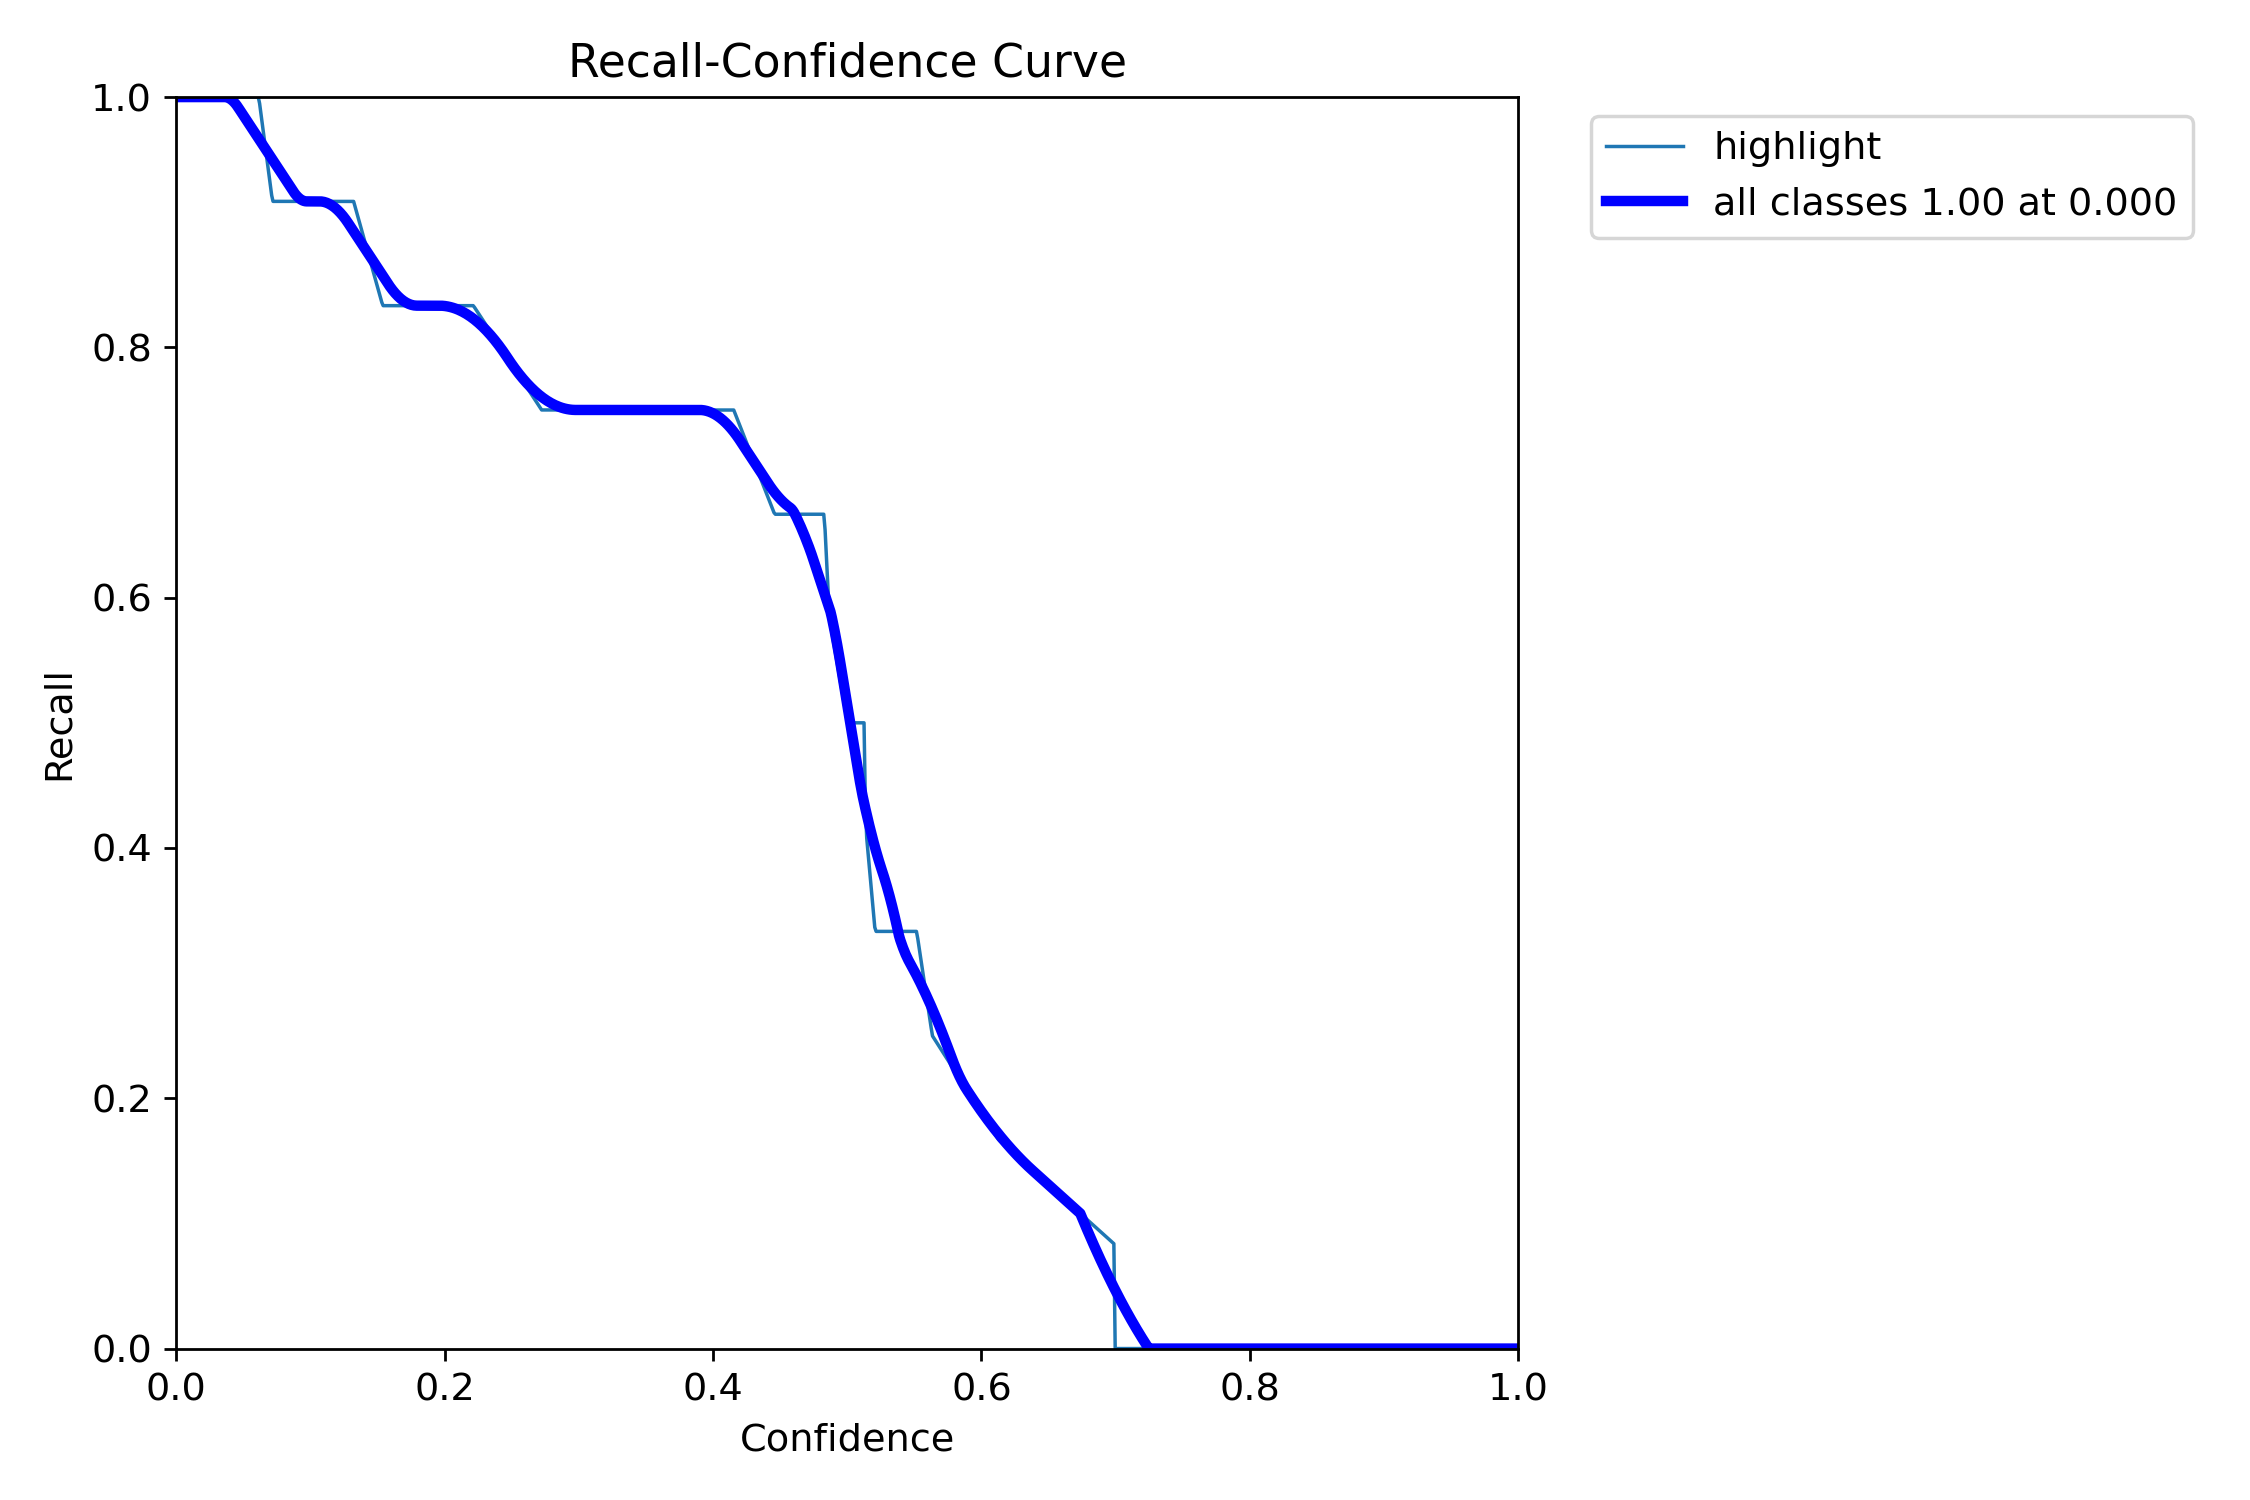 Recall-Confidence Curve
highlight
all classes 1.00 at 0.000
1.0
0.8
0.6
0.4
0.2
0.0
Recall
0.0 0.2 0.4 0.6 0.8 1.0
Confidence